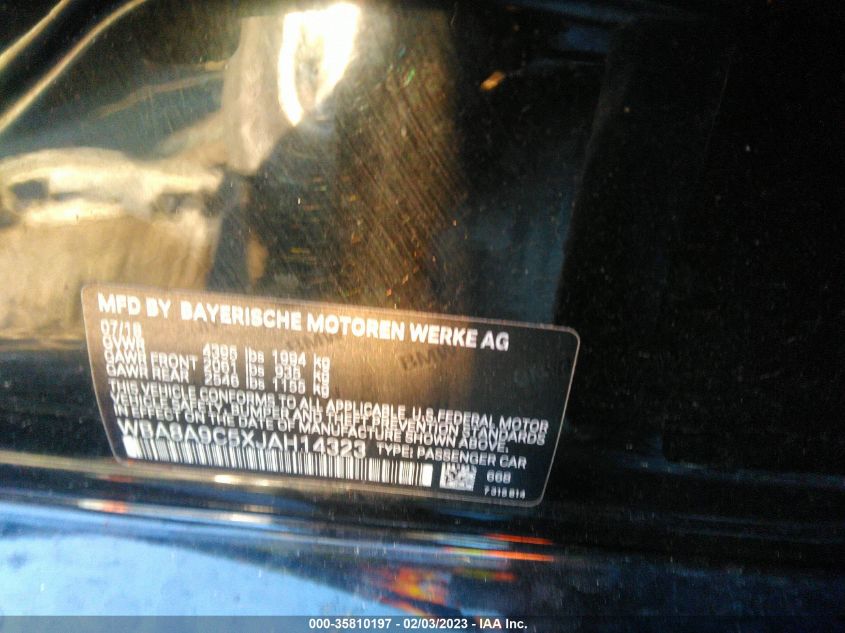 MFD BY BAYERISCHE MOTOREN WERKE AG
07/18
GVWR 4395 lbs 1994 kg
GAWR FRONT 2061 lbs 935 kg
GAWR REAR 2546 lbs 1155 kg
THIS VEHICLE CONFORMS TO ALL APPLICABLE U.S. FEDERAL MOTOR
VEHICLE SAFETY, BUMPER AND THEFT PREVENTION STANDARDS
IN EFFECT ON THE DATE OF MANUFACTURE SHOWN ABOVE.
WBA8A9C5XJAH14323 TYPE: PASSENGER CAR
668
7 315 814
000-35810197 - 02/03/2023 - IAA Inc.